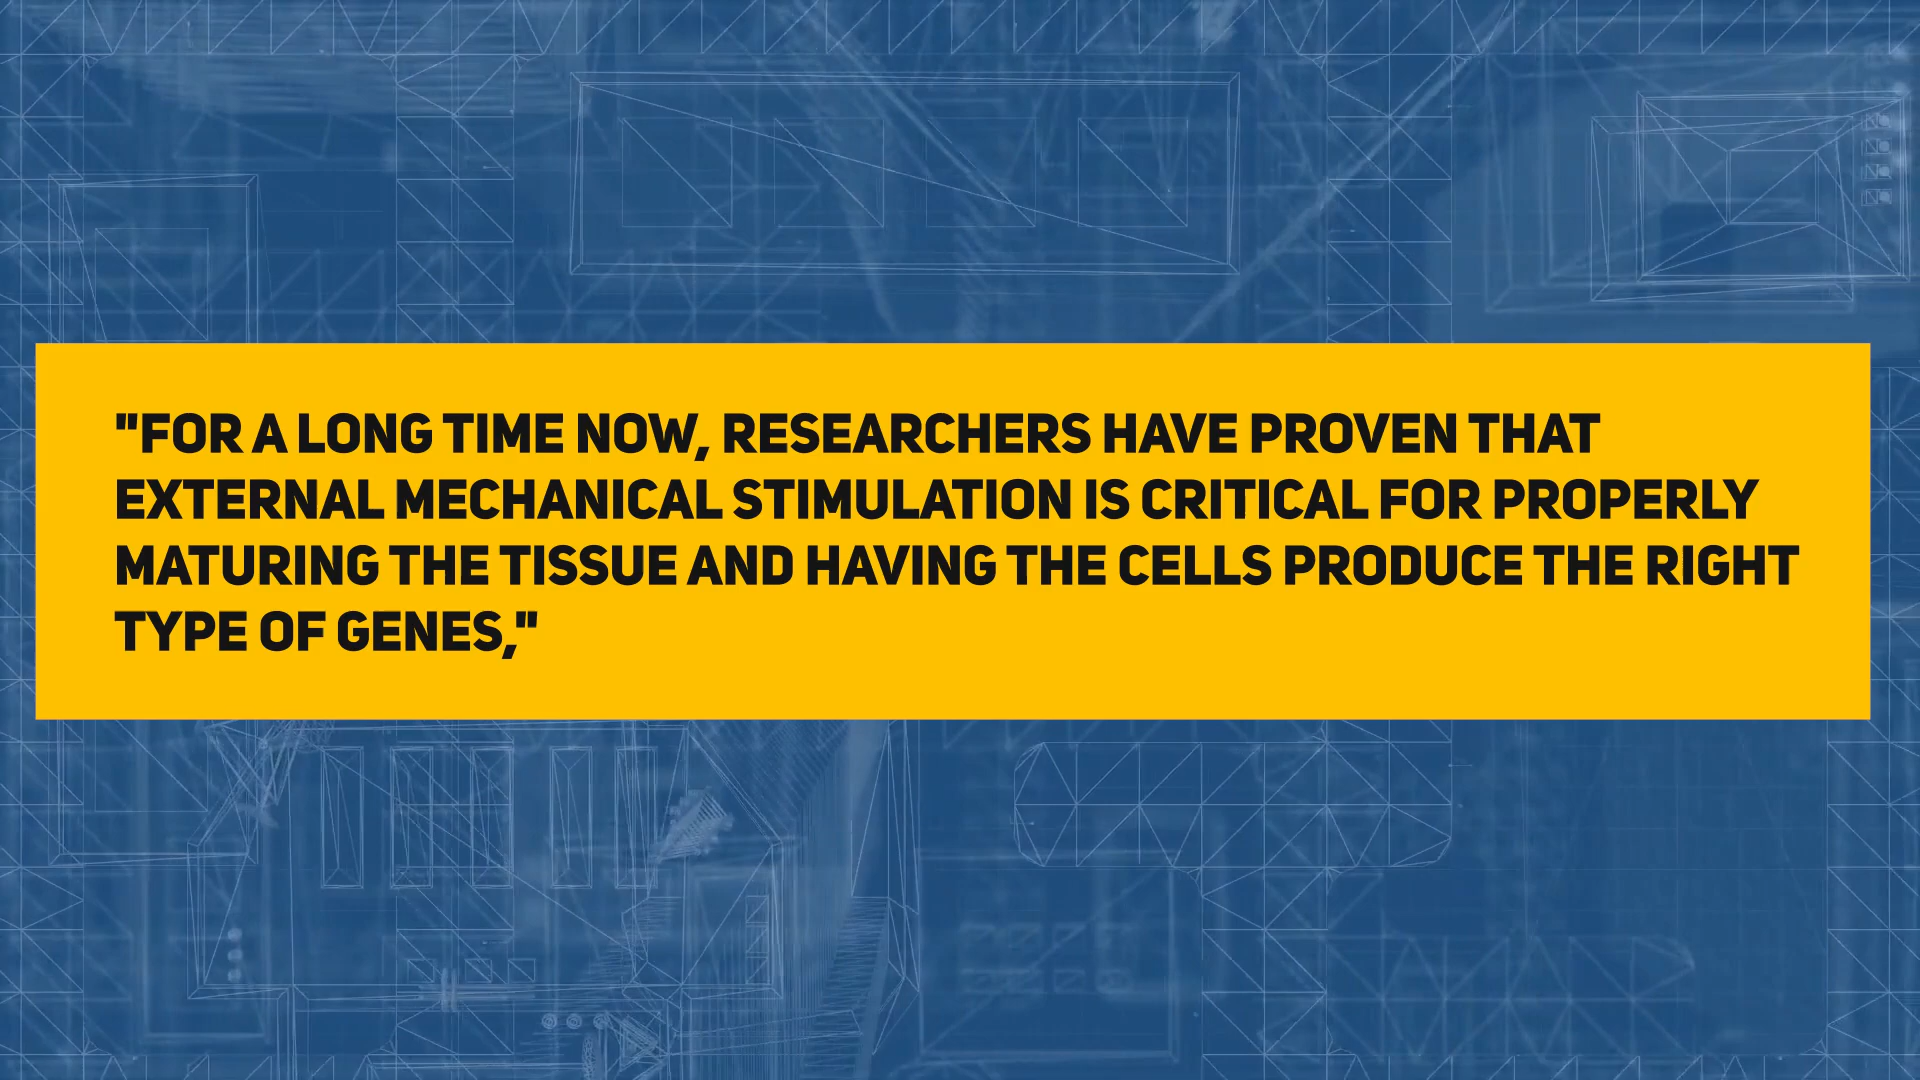 "FOR A LONG TIME NOW, RESEARCHERS HAVE PROVEN THAT
EXTERNAL MECHANICAL STIMULATION IS CRITICAL FOR PROPERLY
MATURING THE TISSUE AND HAVING THE CELLS PRODUCE THE RIGHT
TYPE OF GENES,"